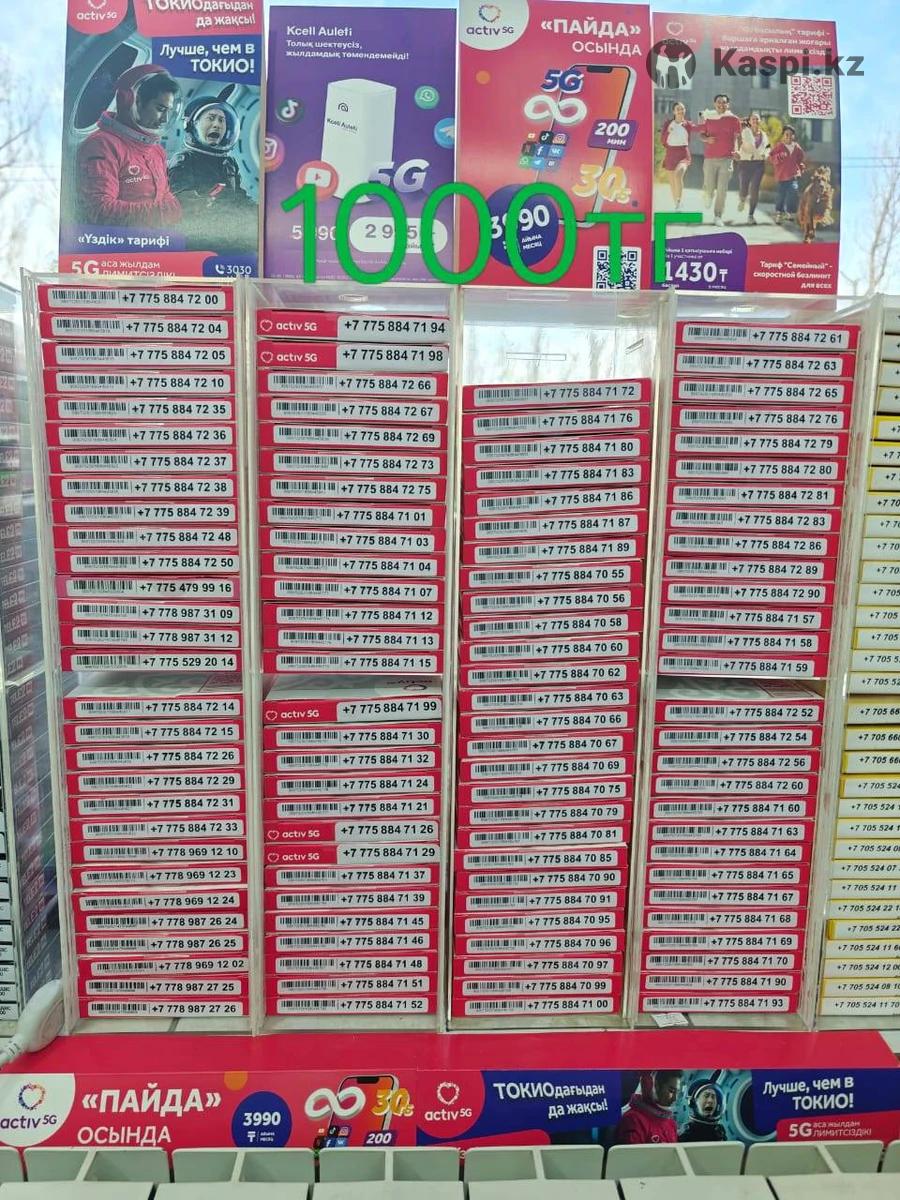 activ 5G
ТОКИОдағыдан
да жақсы!
Лучше, чем в
ТОКИО!
«Үздік» тарифі
5G аса жылдам
ЛИМИТСІЗДІК!
3030
Kcell Aulefi
Толық шектеусіз,
жылдамдық төмендемейді!
Kcell Aulefi
5G
activ 5G
«ПАЙДА»
ОСЫНДА
5G
200
МИН
30
3990
АЙЫНА
МЕСЯЦ
Kaspi.kz
1430₸
Тариф "Семейный" -
скоростной безлимит
для всех
1000тг
+7 775 884 72 00
+7 775 884 72 04
+7 775 884 72 05
+7 775 884 72 10
+7 775 884 72 35
+7 775 884 72 36
+7 775 884 72 37
+7 775 884 72 38
+7 775 884 72 39
+7 775 884 72 48
+7 775 884 72 50
+7 775 479 99 16
+7 778 987 31 09
+7 778 987 31 12
+7 775 529 20 14
+7 775 884 72 14
+7 775 884 72 15
+7 775 884 72 26
+7 775 884 72 29
+7 775 884 72 31
+7 775 884 72 33
+7 778 969 12 10
+7 778 969 12 23
+7 778 969 12 24
+7 778 987 26 24
+7 778 987 26 25
+7 778 969 12 02
+7 778 987 27 25
+7 778 987 27 26
activ 5G +7 775 884 71 94
activ 5G +7 775 884 71 98
+7 775 884 72 66
+7 775 884 72 67
+7 775 884 72 69
+7 775 884 72 73
+7 775 884 72 75
+7 775 884 71 01
+7 775 884 71 03
+7 775 884 71 04
+7 775 884 71 07
+7 775 884 71 12
+7 775 884 71 13
+7 775 884 71 15
activ 5G +7 775 884 71 99
+7 775 884 71 30
+7 775 884 71 32
+7 775 884 71 24
+7 775 884 71 21
activ 5G +7 775 884 71 26
activ 5G +7 775 884 71 29
+7 775 884 71 37
+7 775 884 71 39
+7 775 884 71 45
+7 775 884 71 46
+7 775 884 71 48
+7 775 884 71 51
+7 775 884 71 52
+7 775 884 71 72
+7 775 884 71 76
+7 775 884 71 80
+7 775 884 71 83
+7 775 884 71 86
+7 775 884 71 87
+7 775 884 71 89
+7 775 884 70 55
+7 775 884 70 56
+7 775 884 70 58
+7 775 884 70 60
+7 775 884 70 62
+7 775 884 70 63
+7 775 884 70 66
+7 775 884 70 67
+7 775 884 70 69
+7 775 884 70 75
+7 775 884 70 79
+7 775 884 70 81
+7 775 884 70 85
+7 775 884 70 90
+7 775 884 70 91
+7 775 884 70 95
+7 775 884 70 96
+7 775 884 70 97
+7 775 884 70 99
+7 775 884 71 00
+7 775 884 72 61
+7 775 884 72 63
+7 775 884 72 65
+7 775 884 72 76
+7 775 884 72 79
+7 775 884 72 80
+7 775 884 72 81
+7 775 884 72 83
+7 775 884 72 86
+7 775 884 72 89
+7 775 884 72 90
+7 775 884 71 57
+7 775 884 71 58
+7 775 884 71 59
+7 775 884 72 52
+7 775 884 72 54
+7 775 884 72 56
+7 775 884 72 60
+7 775 884 71 60
+7 775 884 71 63
+7 775 884 71 64
+7 775 884 71 65
+7 775 884 71 67
+7 775 884 71 68
+7 775 884 71 69
+7 775 884 71 70
+7 775 884 71 90
+7 775 884 71 93
activ 5G
«ПАЙДА»
ОСЫНДА
3990
₸ АЙЫНА
МЕСЯЦ
30
200
activ 5G
ТОКИОдағыдан
да жақсы!
Лучше, чем в
ТОКИО!
5G аса жылдам
ЛИМИТСІЗДІК!